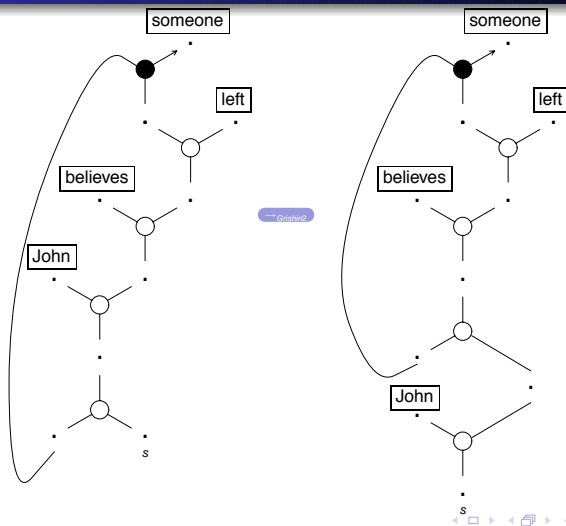 someone
left
believes
John
s
→Grishin2
someone
left
believes
John
s